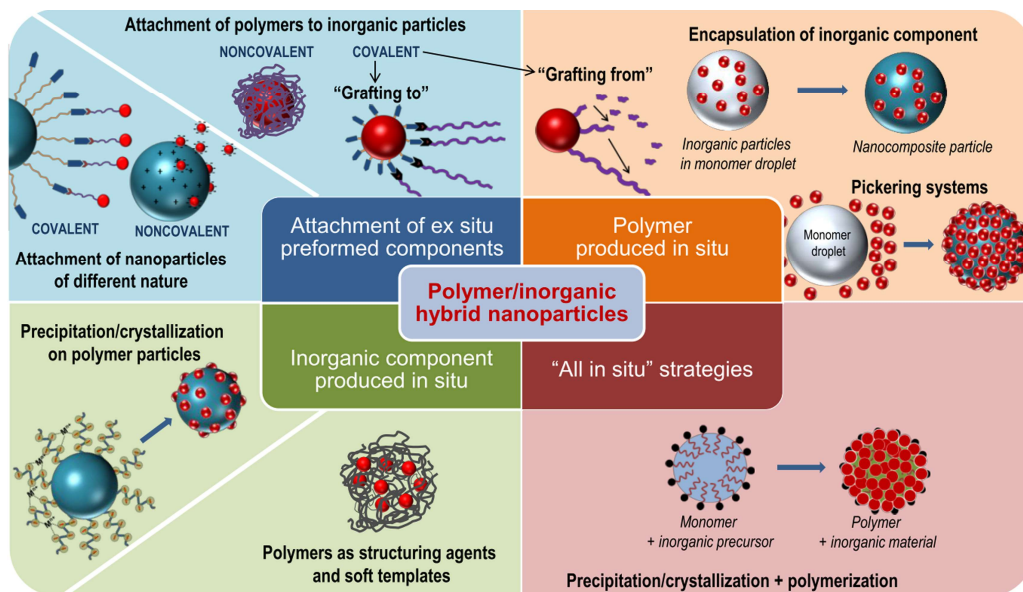 Attachment of polymers to inorganic particles
NONCOVALENT
COVALENT
“Grafting to”
“Grafting from”
Encapsulation of inorganic component
Inorganic particles
in monomer droplet
Nanocomposite particle
Pickering systems
Monomer
droplet
COVALENT
NONCOVALENT
Attachment of nanoparticles
of different nature
Attachment of ex situ
preformed components
Polymer
produced in situ
Polymer/inorganic
hybrid nanoparticles
Inorganic component
produced in situ
“All in situ” strategies
Precipitation/crystallization
on polymer particles
Polymers as structuring agents
and soft templates
Monomer
+ inorganic precursor
Polymer
+ inorganic material
Precipitation/crystallization + polymerization